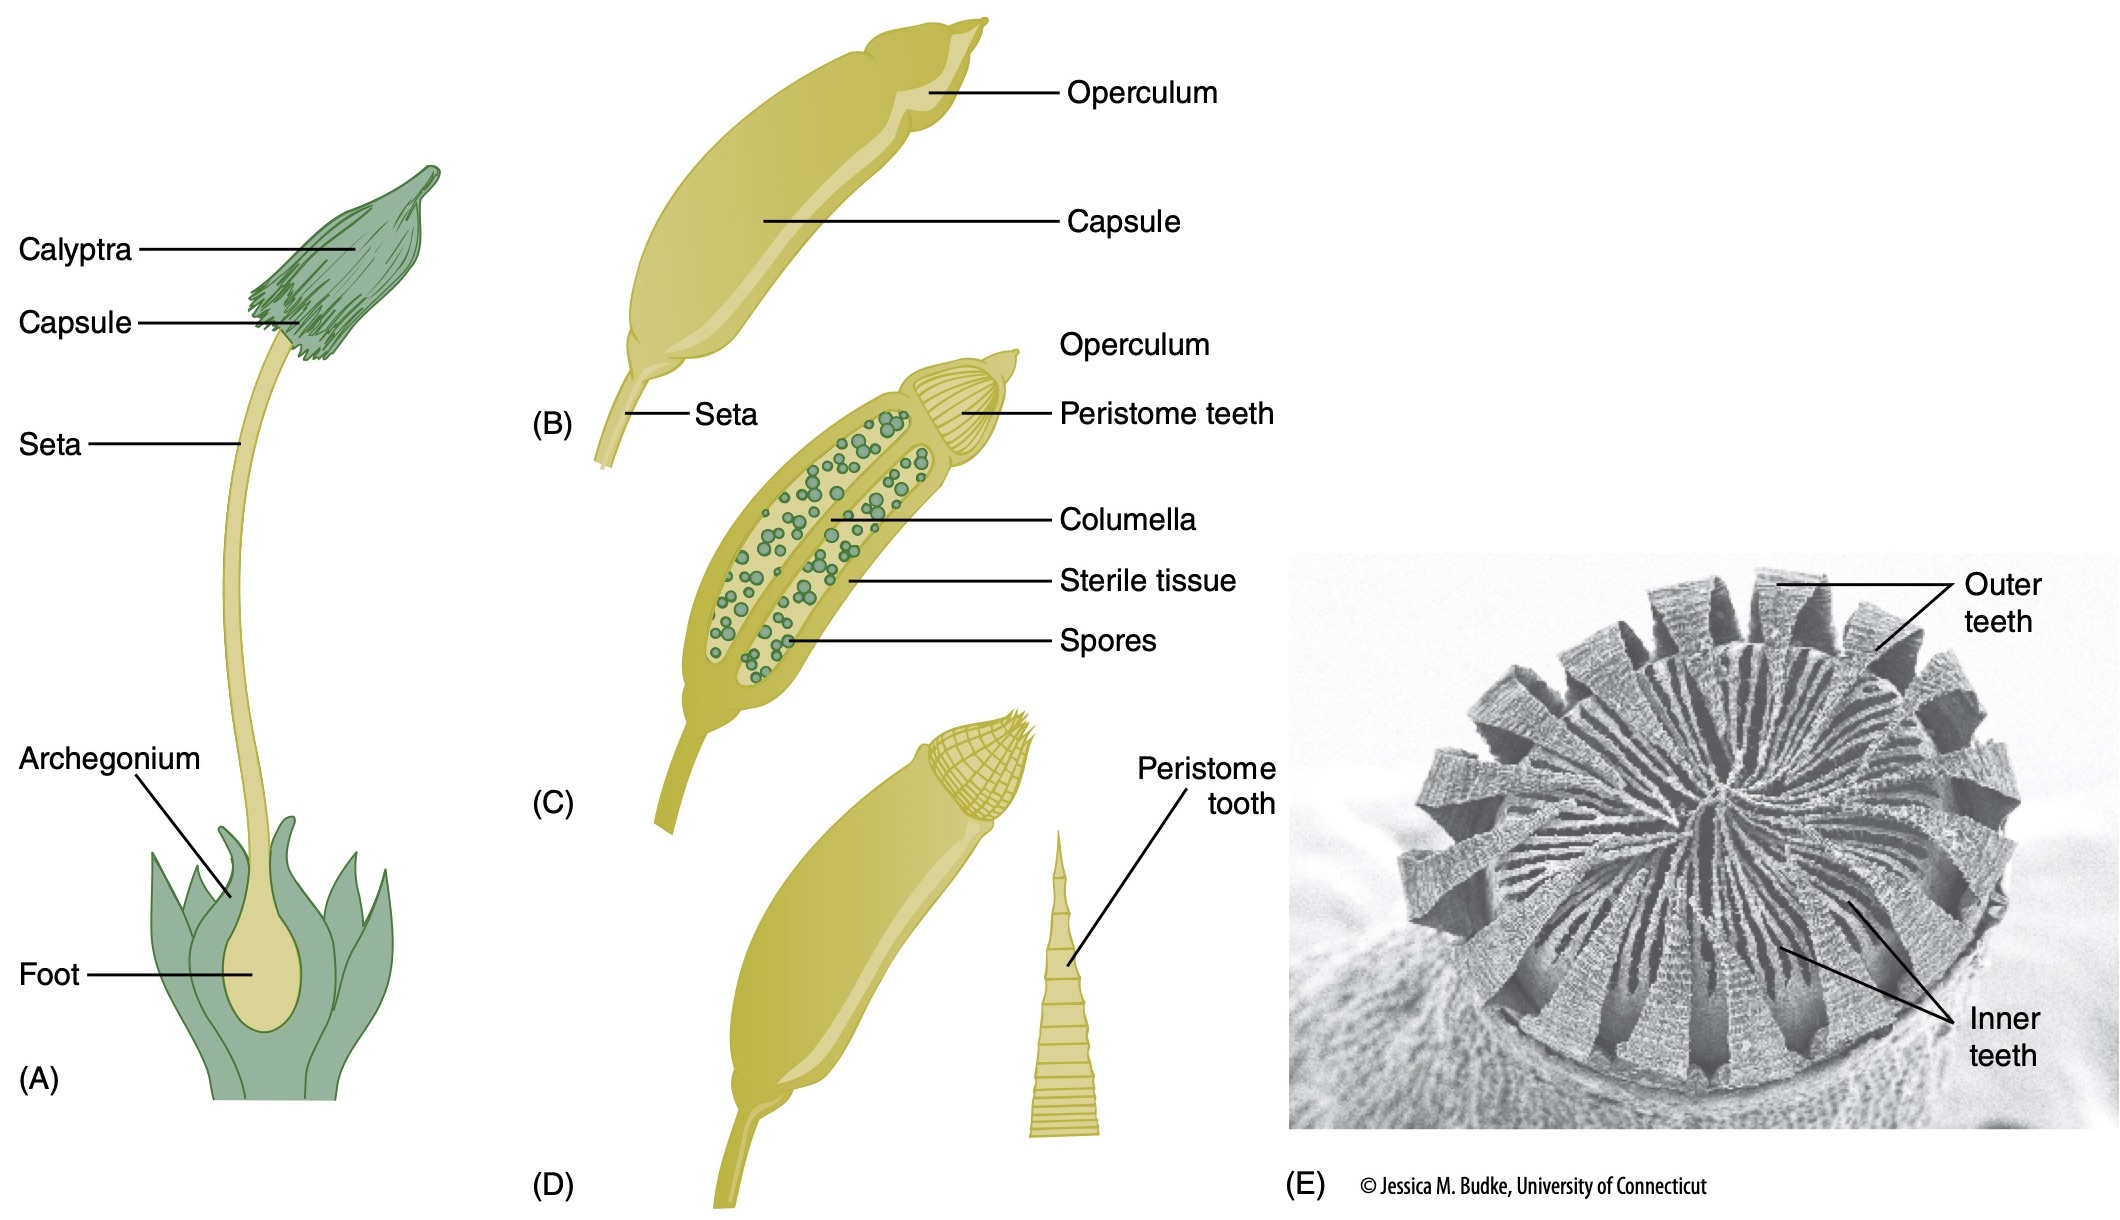 Calyptra
Capsule
Seta
Archegonium
Foot
(A)
Operculum
Capsule
Seta
(B)
Operculum
Peristome teeth
Columella
Sterile tissue
Spores
(C)
Peristome
tooth
(D)
Outer
teeth
Inner
teeth
(E) © Jessica M. Budke, University of Connecticut